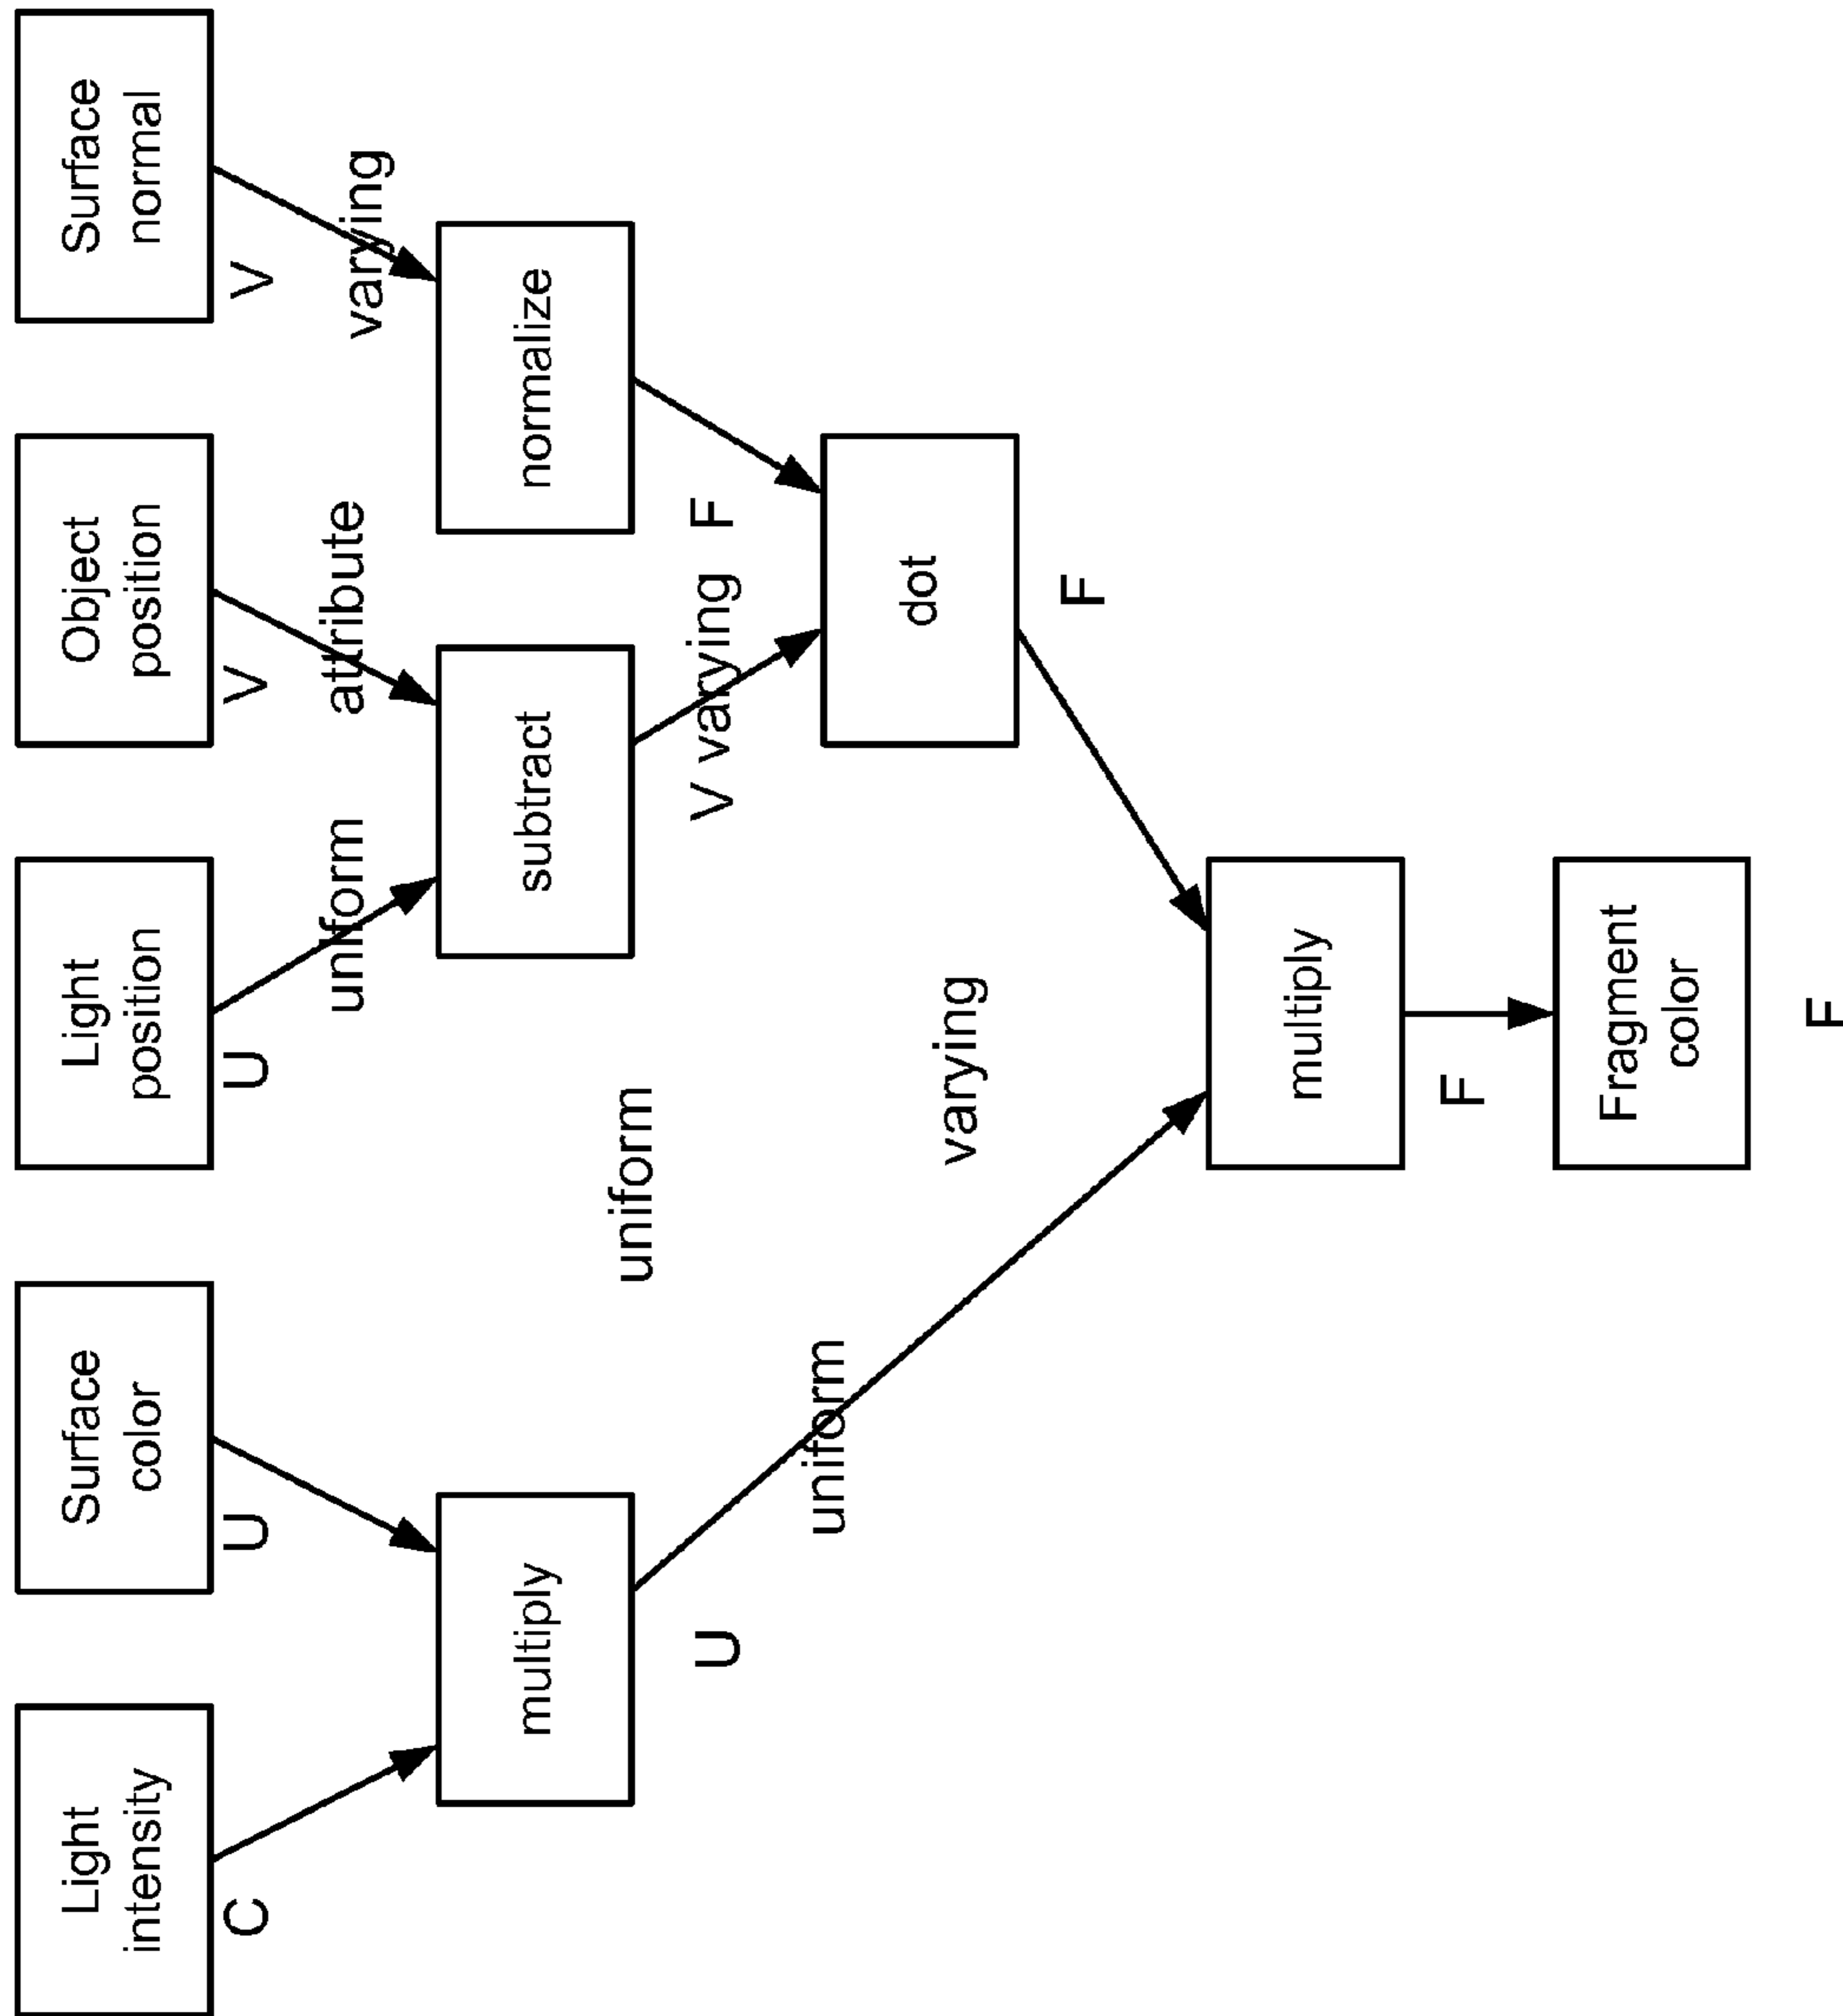 Light
intensity
C
Surface
color
U
Light
position
U
Object
position
V
Surface
normal
V
uniform
attribute
varying
multiply
subtract
normalize
uniform
U
V varying
F
uniform
dot
varying
F
multiply
F
Fragment
color
F